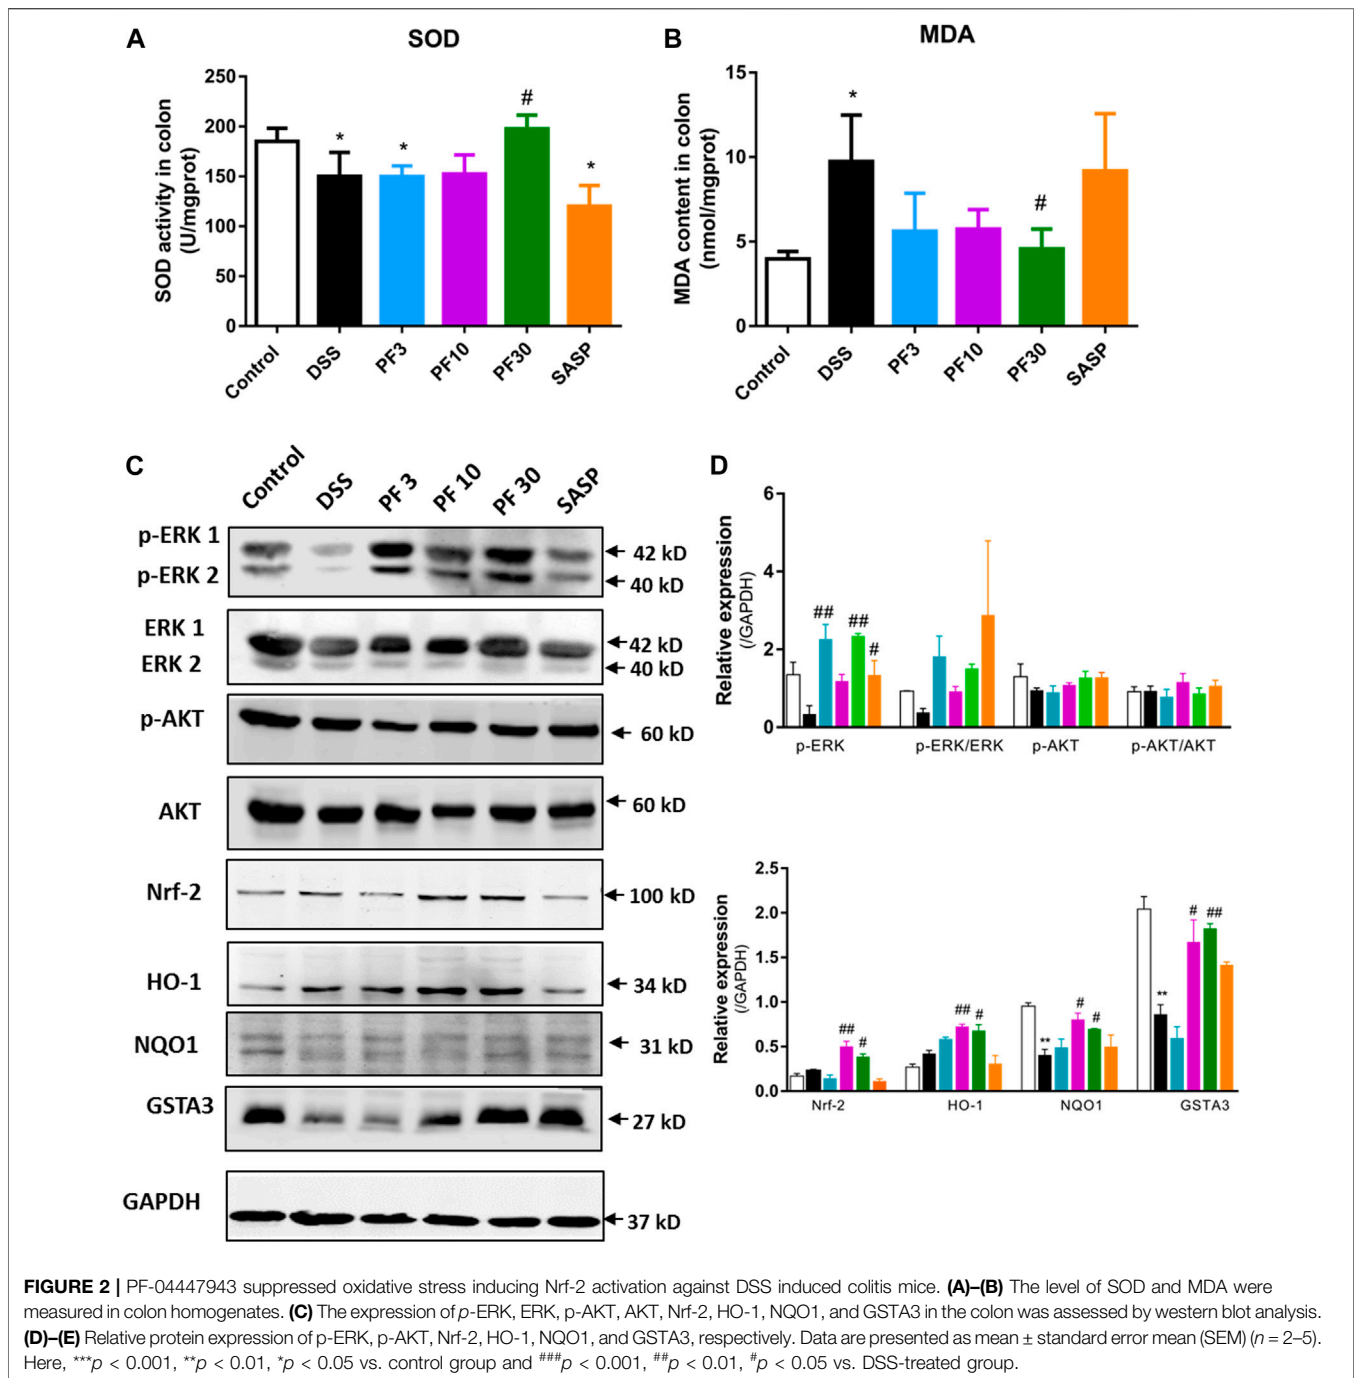 A
SOD
SOD activity in colon
(U/mgprot)
250
200
150
100
50
0
*
*
#
*
Control
DSS
PF3
PF10
PF30
SASP
B
MDA
MDA content in colon
(nmol/mgprot)
15
10
5
0
*
#
Control
DSS
PF3
PF10
PF30
SASP
C
Control
DSS
PF 3
PF 10
PF 30
SASP
p-ERK 1
42 kD
p-ERK 2
40 kD
ERK 1
42 kD
ERK 2
40 kD
p-AKT
60 kD
AKT
60 kD
Nrf-2
100 kD
HO-1
34 kD
NQO1
31 kD
GSTA3
27 kD
GAPDH
37 kD
D
Relative expression
(/GAPDH)
6
4
2
0
##
##
#
p-ERK
p-ERK/ERK
p-AKT
p-AKT/AKT
Relative expression
(/GAPDH)
2.5
2.0
1.5
1.0
0.5
0.0
##
#
##
#
**
#
#
**
#
##
Nrf-2
HO-1
NQO1
GSTA3
FIGURE 2 | PF-04447943 suppressed oxidative stress inducing Nrf-2 activation against DSS induced colitis mice. (A)–(B) The level of SOD and MDA were
measured in colon homogenates. (C) The expression of p-ERK, ERK, p-AKT, AKT, Nrf-2, HO-1, NQO1, and GSTA3 in the colon was assessed by western blot analysis.
(D)–(E) Relative protein expression of p-ERK, p-AKT, Nrf-2, HO-1, NQO1, and GSTA3, respectively. Data are presented as mean ± standard error mean (SEM) (n = 2–5).
Here, ***p < 0.001, **p < 0.01, *p < 0.05 vs. control group and ###p < 0.001, ##p < 0.01, #p < 0.05 vs. DSS-treated group.